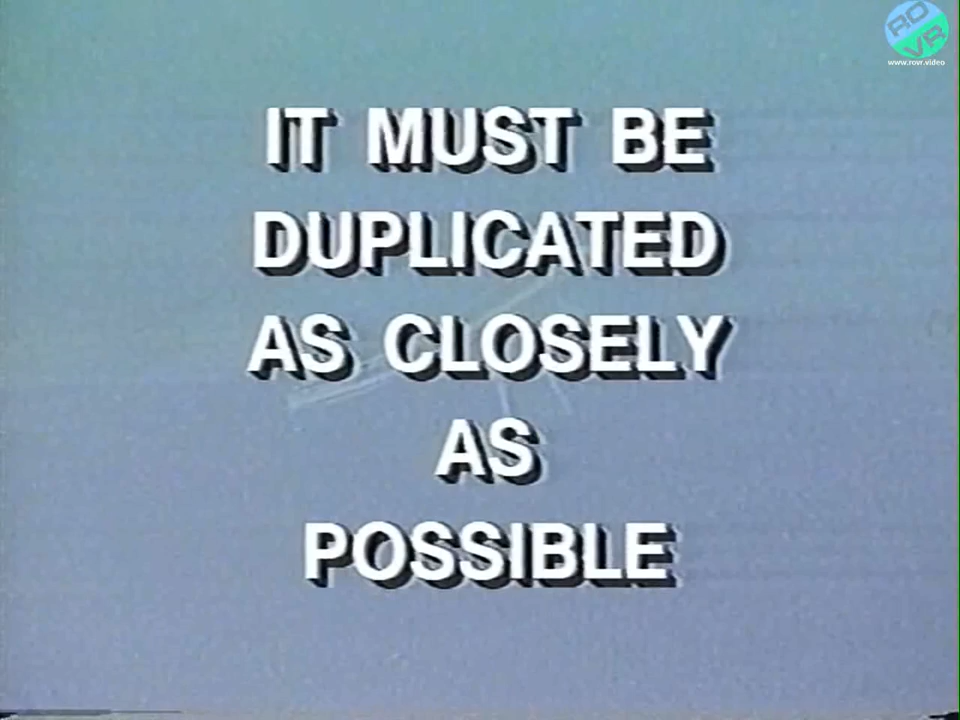 RO
VR
www.rovr.video
IT MUST BE
DUPLICATED
AS CLOSELY
AS
POSSIBLE